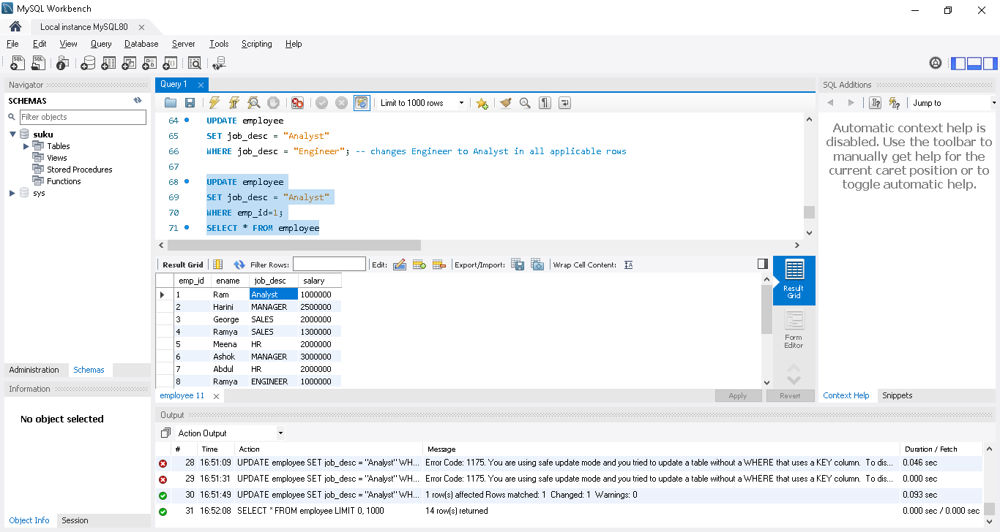 MySQL Workbench
Local instance MySQL80
File Edit View Query Database Server Tools Scripting Help
Navigator
SCHEMAS
Filter objects
suku
Tables
Views
Stored Procedures
Functions
sys
Administration Schemas
Information
No object selected
Object Info Session
Query 1
Limit to 1000 rows
64 UPDATE employee
65 SET job_desc = "Analyst"
66 WHERE job_desc = "Engineer"; -- changes Engineer to Analyst in all applicable rows
67
68 UPDATE employee
69 SET job_desc = "Analyst"
70 WHERE emp_id=1;
71 SELECT * FROM employee
Result Grid Filter Rows: Edit: Export/Import: Wrap Cell Content:
emp_id ename job_desc salary
1 Ram Analyst 1000000
2 Harini MANAGER 2500000
3 George SALES 2000000
4 Ramya SALES 1300000
5 Meena HR 2000000
6 Ashok MANAGER 3000000
7 Abdul HR 2000000
8 Ramya ENGINEER 1000000
Result
Grid
Form
Editor
employee 11
Apply Revert
Output
Action Output
# Time Action Message Duration / Fetch
28 16:51:09 UPDATE employee SET job_desc = "Analyst" WH... Error Code: 1175. You are using safe update mode and you tried to update a table without a WHERE that uses a KEY column. To dis... 0.046 sec
29 16:51:31 UPDATE employee SET job_desc = "Analyst" WH... Error Code: 1175. You are using safe update mode and you tried to update a table without a WHERE that uses a KEY column. To dis... 0.000 sec
30 16:51:49 UPDATE employee SET job_desc = "Analyst" WH... 1 row(s) affected Rows matched: 1 Changed: 1 Warnings: 0 0.093 sec
31 16:52:08 SELECT * FROM employee LIMIT 0, 1000 14 row(s) returned 0.000 sec / 0.000 sec
SQL Additions
Jump to
Automatic context help is
disabled. Use the toolbar to
manually get help for the
current caret position or to
toggle automatic help.
Context Help Snippets